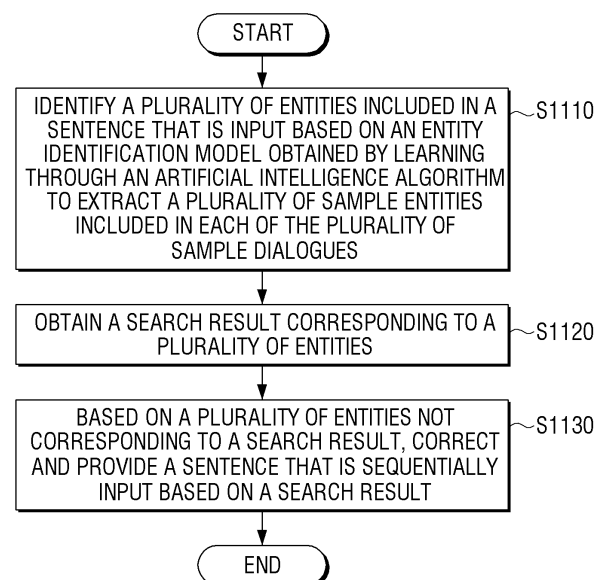 START
IDENTIFY A PLURALITY OF ENTITIES INCLUDED IN A
SENTENCE THAT IS INPUT BASED ON AN ENTITY
IDENTIFICATION MODEL OBTAINED BY LEARNING
THROUGH AN ARTIFICIAL INTELLIGENCE ALGORITHM
TO EXTRACT A PLURALITY OF SAMPLE ENTITIES
INCLUDED IN EACH OF THE PLURALITY OF
SAMPLE DIALOGUES
S1110
OBTAIN A SEARCH RESULT CORRESPONDING TO A
PLURALITY OF ENTITIES
S1120
BASED ON A PLURALITY OF ENTITIES NOT
CORRESPONDING TO A SEARCH RESULT, CORRECT
AND PROVIDE A SENTENCE THAT IS SEQUENTIALLY
INPUT BASED ON A SEARCH RESULT
S1130
END